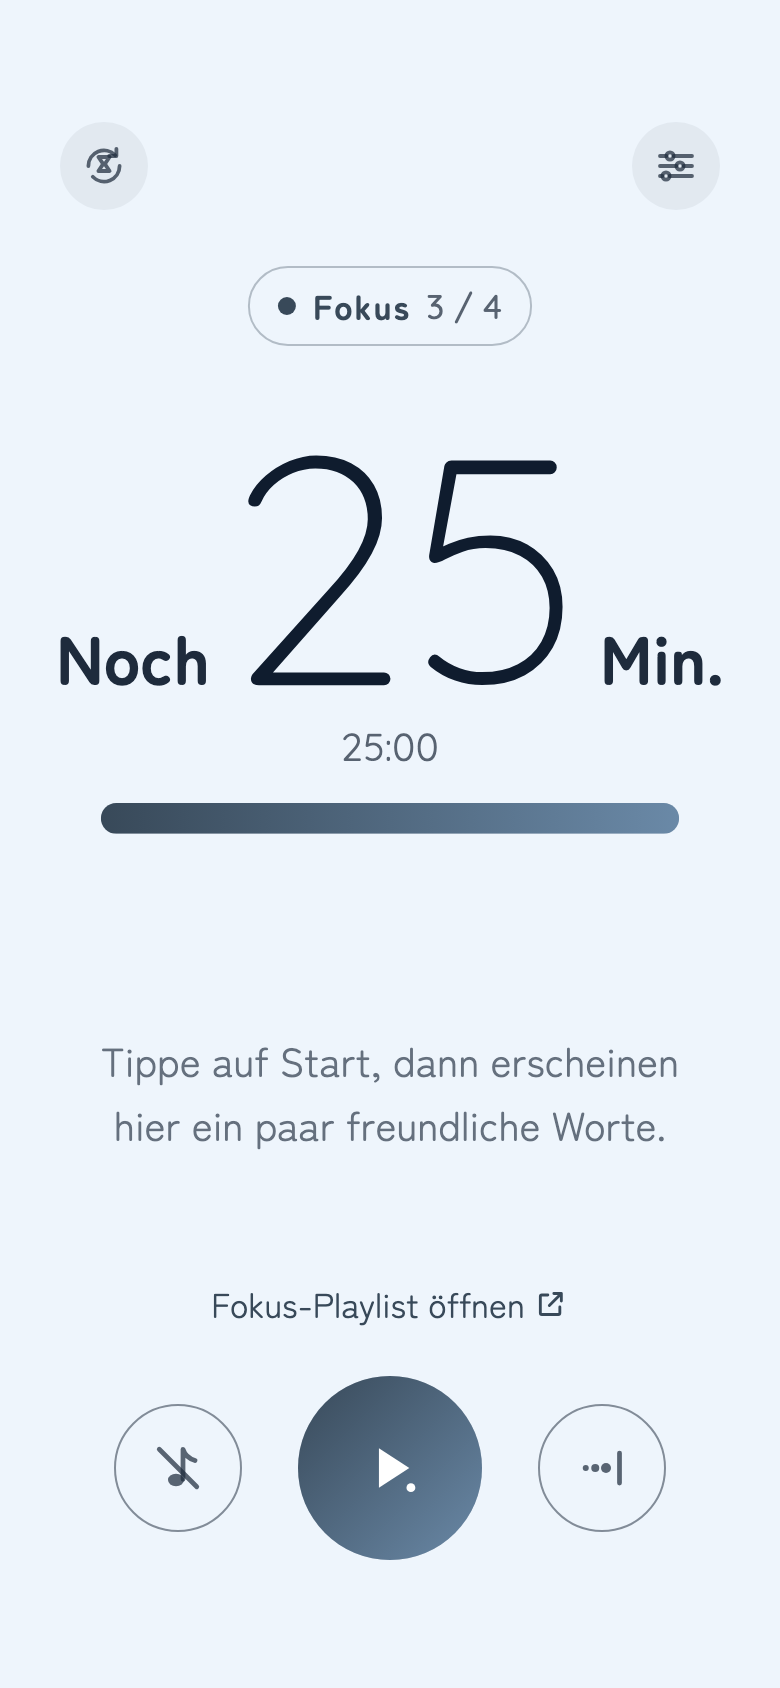 Fokus 3 / 4
Noch 25 Min.
25:00
Tippe auf Start, dann erscheinen
hier ein paar freundliche Worte.
Fokus-Playlist öffnen